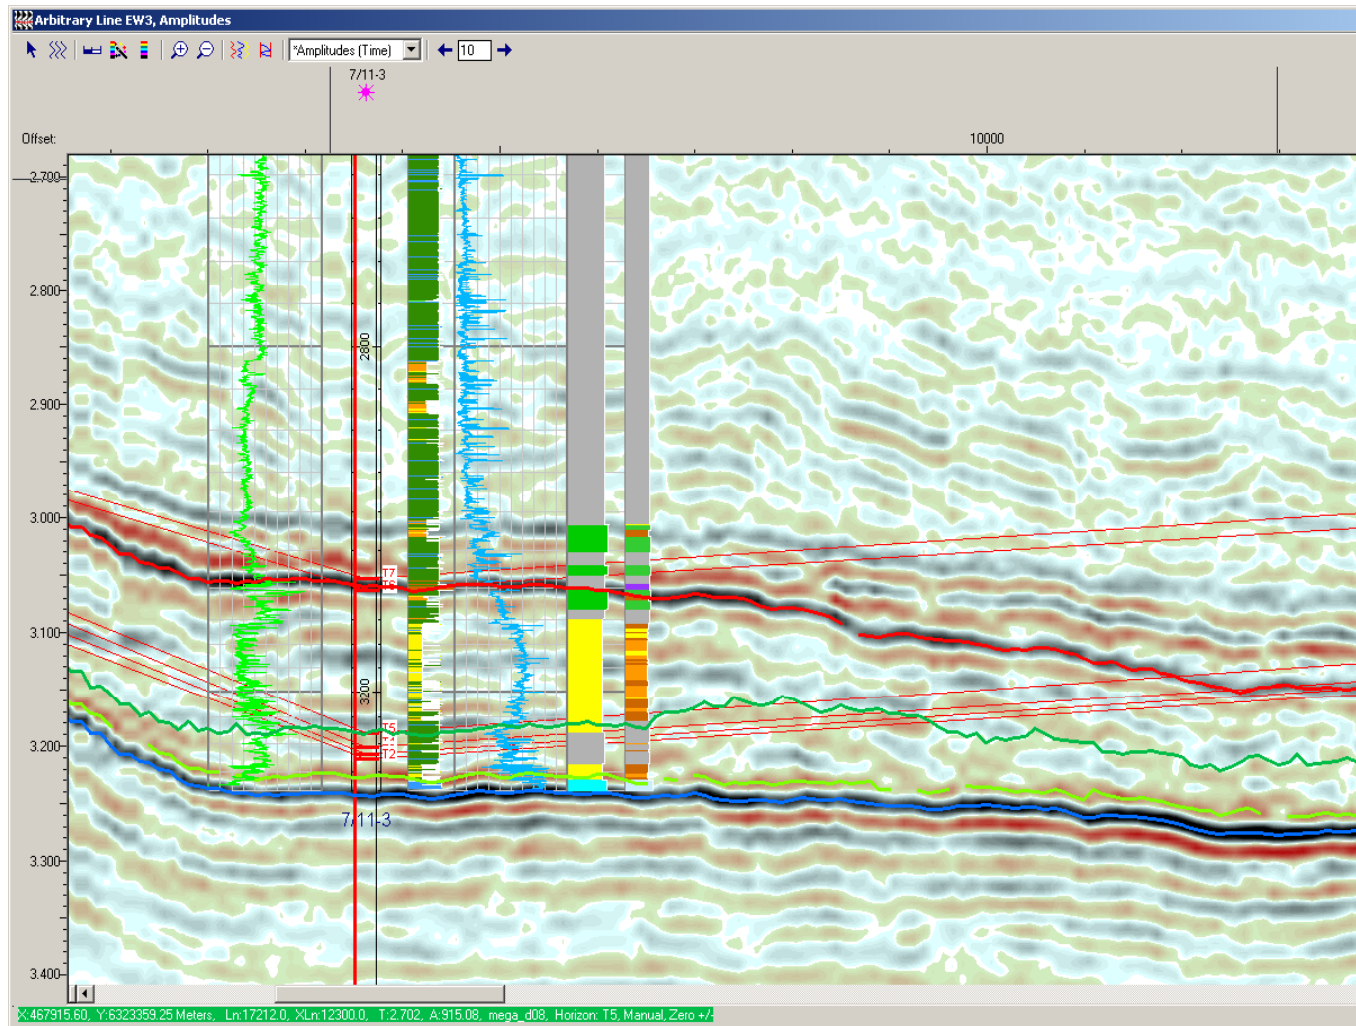 Arbitrary Line EW3, Amplitudes
*Amplitudes (Time) 10
7/11-3
Offset: 10000
2.700
2.800
2800
2.900
3.000
T7
3.100
3200
T5
3.200
T2
7/11-3
3.300
3.400
X:467915.60, Y:6323359.25 Meters, Ln:17212.0, XLn:12300.0, T:2.702, A:915.08, mega_d08, Horizon: T5, Manual, Zero +/-